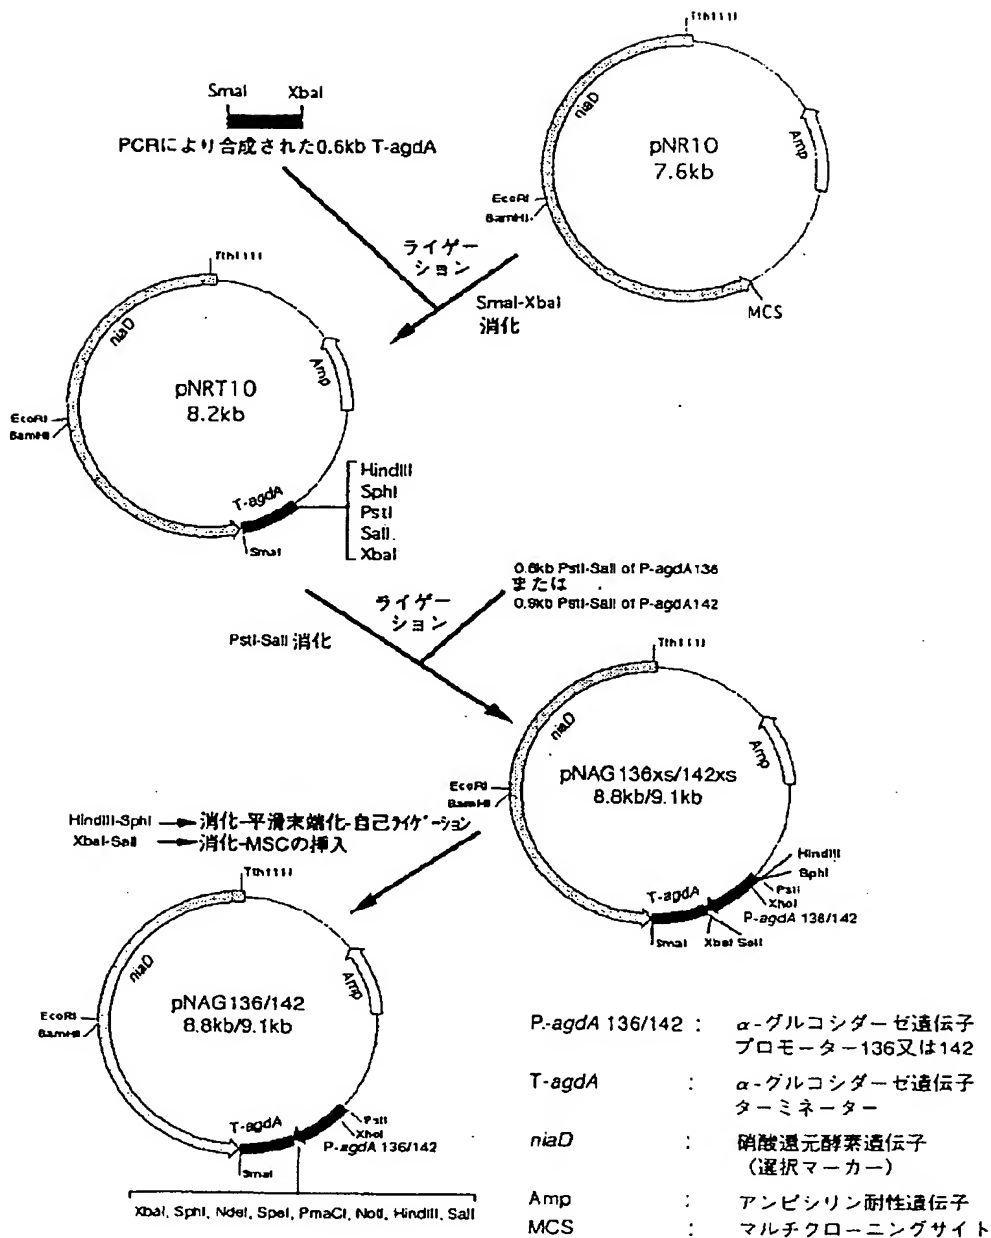 TthIII I
SmaI XbaI
PCRにより合成された0.6kb T-agdA
niaD
pNR10
7.6kb
Amp
EcoRI
BamHI
MCS
ライゲー
ション
SmaI-XbaI
消化
TthIII I
niaD
pNRT10
8.2kb
Amp
EcoRI
BamHI
T-agdA
SmaI
HindIII
SphI
PstI
SalI
XbaI
0.6kb PstI-SalI of P-agdA136
または
0.9kb PstI-SalI of P-agdA142
ライゲー
ション
PstI-SalI 消化
TthIII I
niaD
pNAG136xs/142xs
8.8kb/9.1kb
Amp
EcoRI
BamHI
HindIII
SphI
PstI
XhoI
P-agdA 136/142
T-agdA
SmaI XbaI SalI
HindIII-SphI → 消化-平滑末端化-自己ライゲーション
XbaI-SalI → 消化-MSCの挿入
TthIII I
niaD
pNAG136/142
8.8kb/9.1kb
Amp
EcoRI
BamHI
PstI
XhoI
P-agdA 136/142
T-agdA
SmaI
XbaI, SphI, NdeI, SpeI, PmaCI, NotI, HindIII, SalI
P-agdA 136/142 : α-グルコシダーゼ遺伝子
プロモーター136又は142
T-agdA : α-グルコシダーゼ遺伝子
ターミネーター
niaD : 硝酸還元酵素遺伝子
(選択マーカー)
Amp : アンピシリン耐性遺伝子
MCS : マルチクローニングサイト